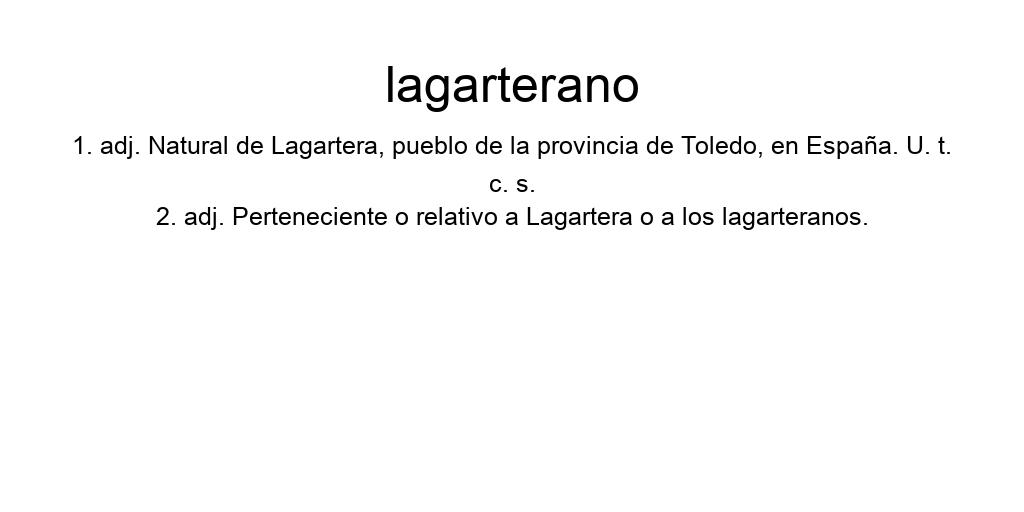 lagarterano
1. adj. Natural de Lagartera, pueblo de la provincia de Toledo, en España. U. t.
c. s.
2. adj. Perteneciente o relativo a Lagartera o a los lagarteranos.